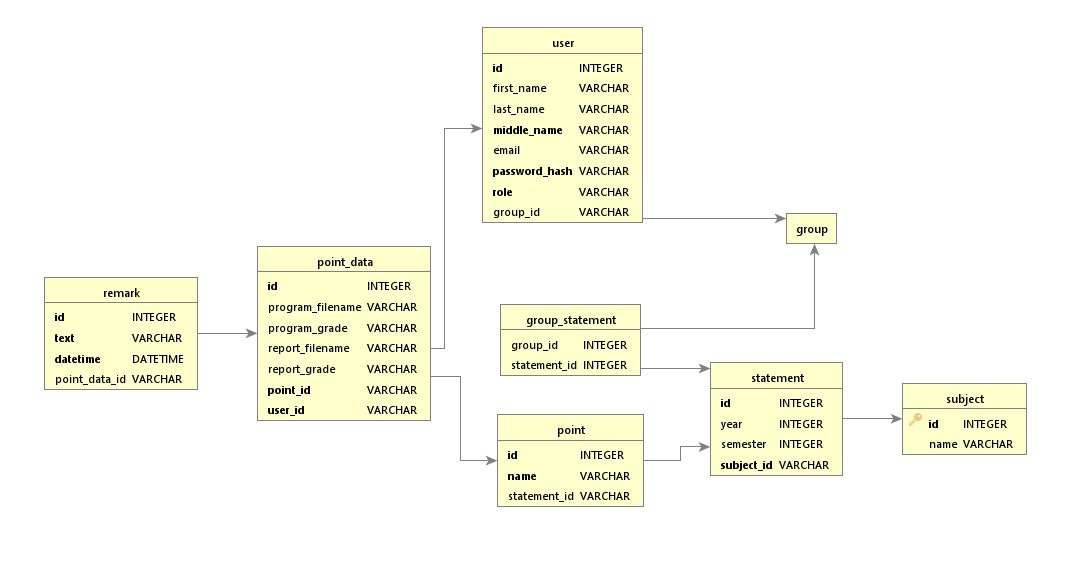 user
id INTEGER
first_name VARCHAR
last_name VARCHAR
middle_name VARCHAR
email VARCHAR
password_hash VARCHAR
role VARCHAR
group_id VARCHAR
group
point_data
id INTEGER
program_filename VARCHAR
program_grade VARCHAR
report_filename VARCHAR
report_grade VARCHAR
point_id VARCHAR
user_id VARCHAR
remark
id INTEGER
text VARCHAR
datetime DATETIME
point_data_id VARCHAR
group_statement
group_id INTEGER
statement_id INTEGER
statement
id INTEGER
year INTEGER
semester INTEGER
subject_id VARCHAR
subject
id INTEGER
name VARCHAR
point
id INTEGER
name VARCHAR
statement_id VARCHAR